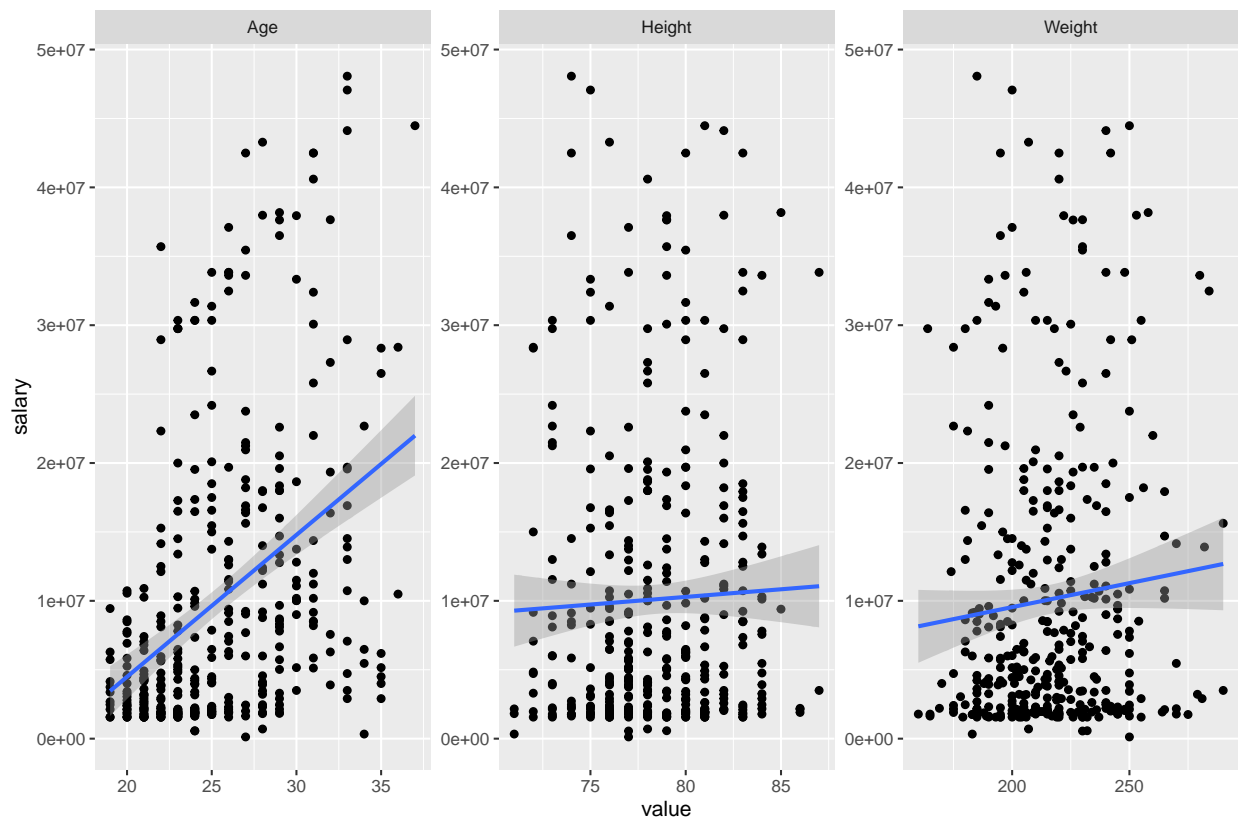 Age Height Weight
5e+07 5e+07 5e+07
4e+07 4e+07 4e+07
3e+07 3e+07 3e+07
salary
2e+07 2e+07 2e+07
1e+07 1e+07 1e+07
0e+00 0e+00 0e+00
20 25 30 35 75 80 85 200 250
value